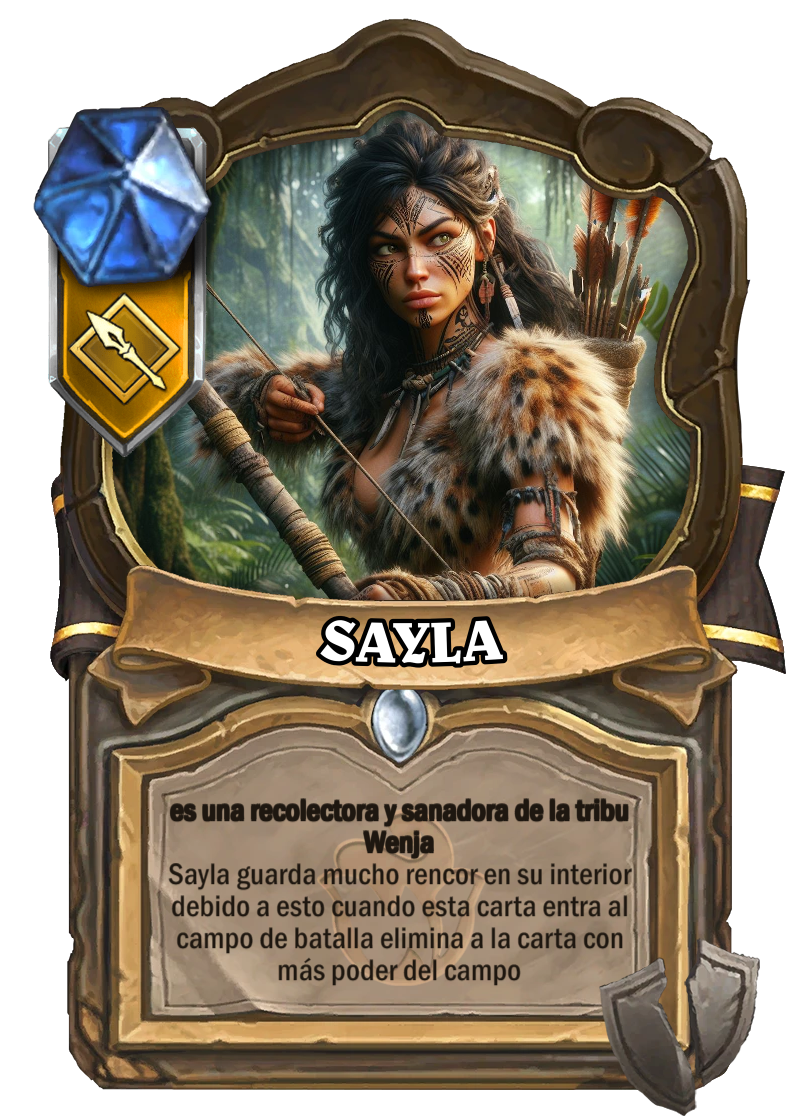 SAYLA
es una recolectora y sanadora de la tribu
Wenja
Sayla guarda mucho rencor en su interior
debido a esto cuando esta carta entra al
campo de batalla elimina a la carta con
más poder del campo